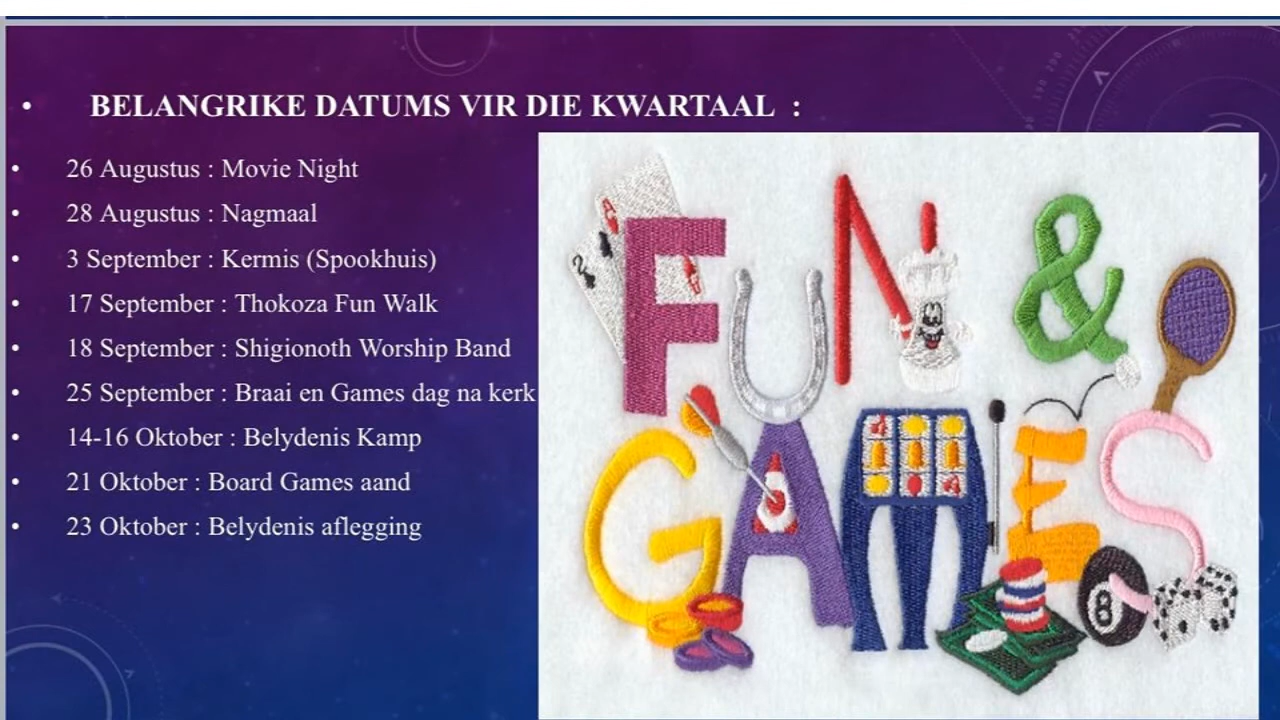 • BELANGRIKE DATUMS VIR DIE KWARTAAL :
• 26 Augustus : Movie Night
• 28 Augustus : Nagmaal
• 3 September : Kermis (Spookhuis)
• 17 September : Thokoza Fun Walk
• 18 September : Shigionoth Worship Band
• 25 September : Braai en Games dag na kerk
• 14-16 Oktober : Belydenis Kamp
• 21 Oktober : Board Games aand
• 23 Oktober : Belydenis aflegging
FUN &
GAMES
8